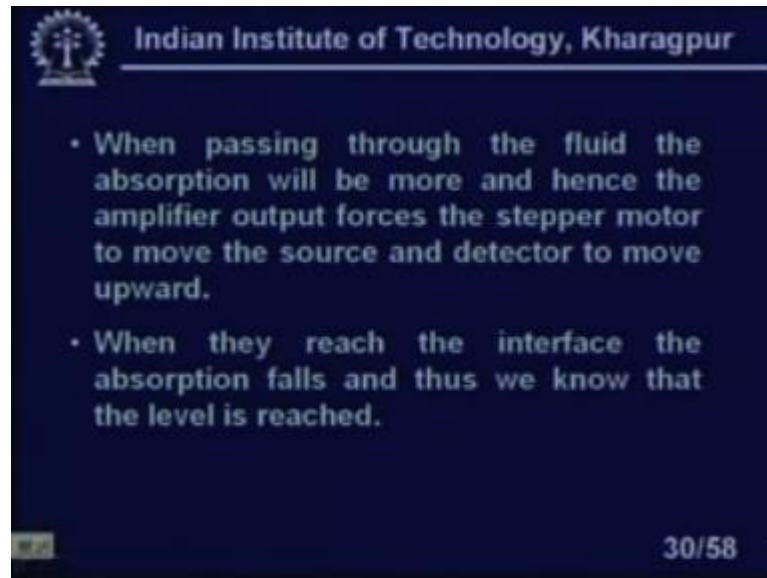 Indian Institute of Technology, Kharagpur
• When passing through the fluid the
absorption will be more and hence the
amplifier output forces the stepper motor
to move the source and detector to move
upward.
• When they reach the interface the
absorption falls and thus we know that
the level is reached.
30/58